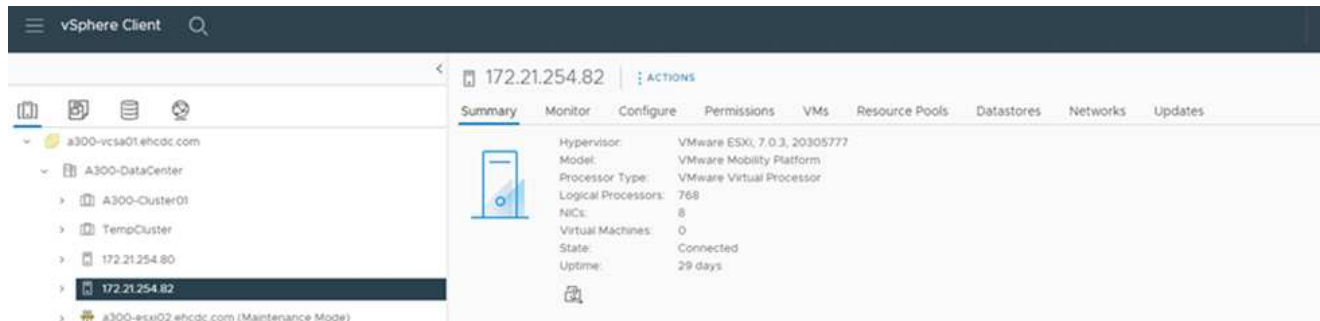 vSphere Client
172.21.254.82 ACTIONS
Summary Monitor Configure Permissions VMs Resource Pools Datastores Networks Updates
a300-vcsa01.ehcdc.com
A300-DataCenter
A300-Cluster01
TempCluster
172.21.254.80
172.21.254.82
a300-esxi02.ehcdc.com (Maintenance Mode)
Hypervisor: VMware ESXi, 7.0.3, 20305777
Model: VMware Mobility Platform
Processor Type: VMware Virtual Processor
Logical Processors: 768
NICs: 8
Virtual Machines: 0
State: Connected
Uptime: 29 days